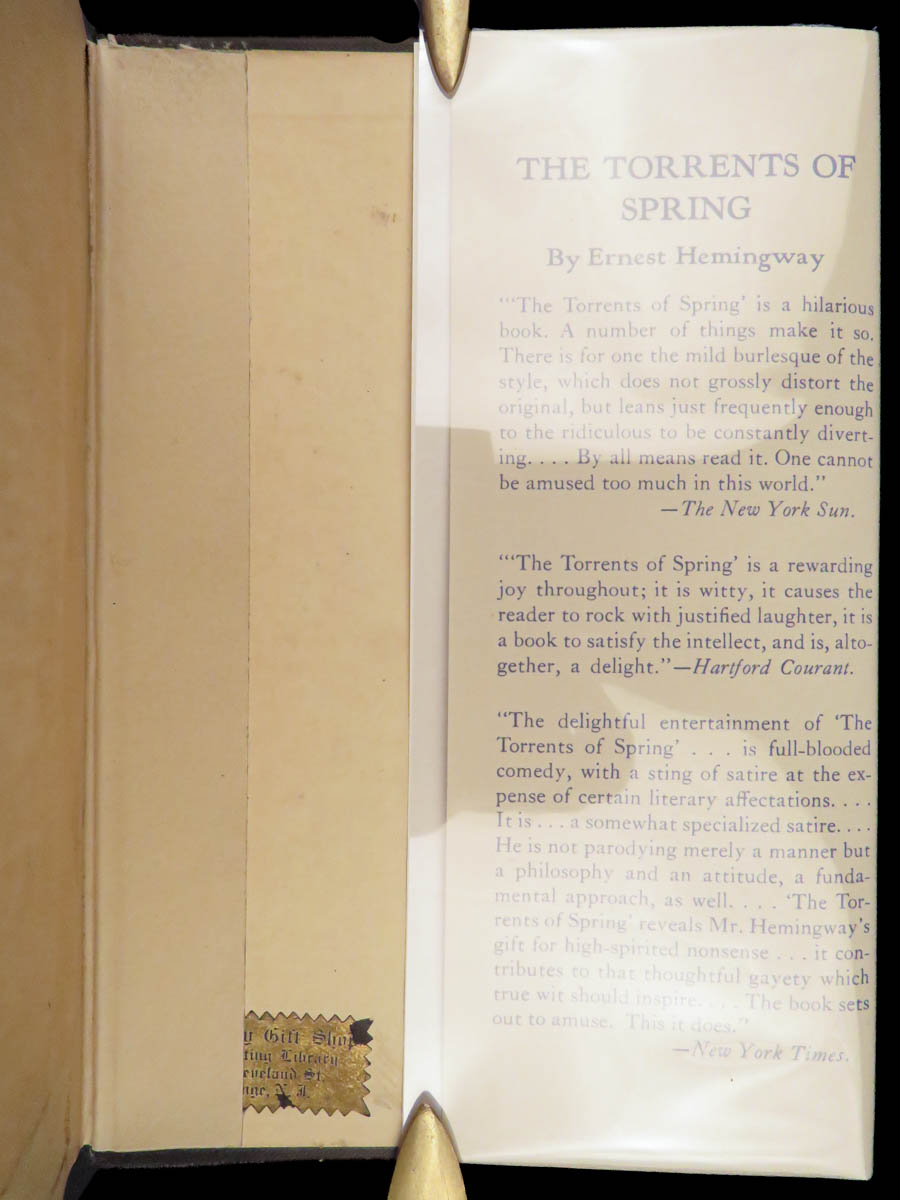 THE TORRENTS OF
SPRING
By Ernest Hemingway
"'The Torrents of Spring' is a hilarious
book. A number of things make it so.
There is for one the mild burlesque of the
style, which does not grossly distort the
original, but leans just frequently enough
to the ridiculous to be constantly divert-
ing. . . . By all means read it. One cannot
be amused too much in this world."
—The New York Sun.
"'The Torrents of Spring' is a rewarding
joy throughout; it is witty, it causes the
reader to rock with justified laughter, it is
a book to satisfy the intellect, and is, alto-
gether, a delight."—Hartford Courant.
"The delightful entertainment of 'The
Torrents of Spring' . . . is full-blooded
comedy, with a sting of satire at the ex-
pense of certain literary affectations. . . .
It is . . . a somewhat specialized satire. . . .
He is not parodying merely a manner but
a philosophy and an attitude, a funda-
mental approach, as well. . . . 'The Tor-
rents of Spring' reveals Mr. Hemingway's
gift for high-spirited nonsense . . . it con-
tributes to that thoughtful gayety which
true wit should inspire. . . . The book sets
out to amuse. This it does."
—New York Times.
y Gift Shop
ting Library
eveland St.
nge, N. J.